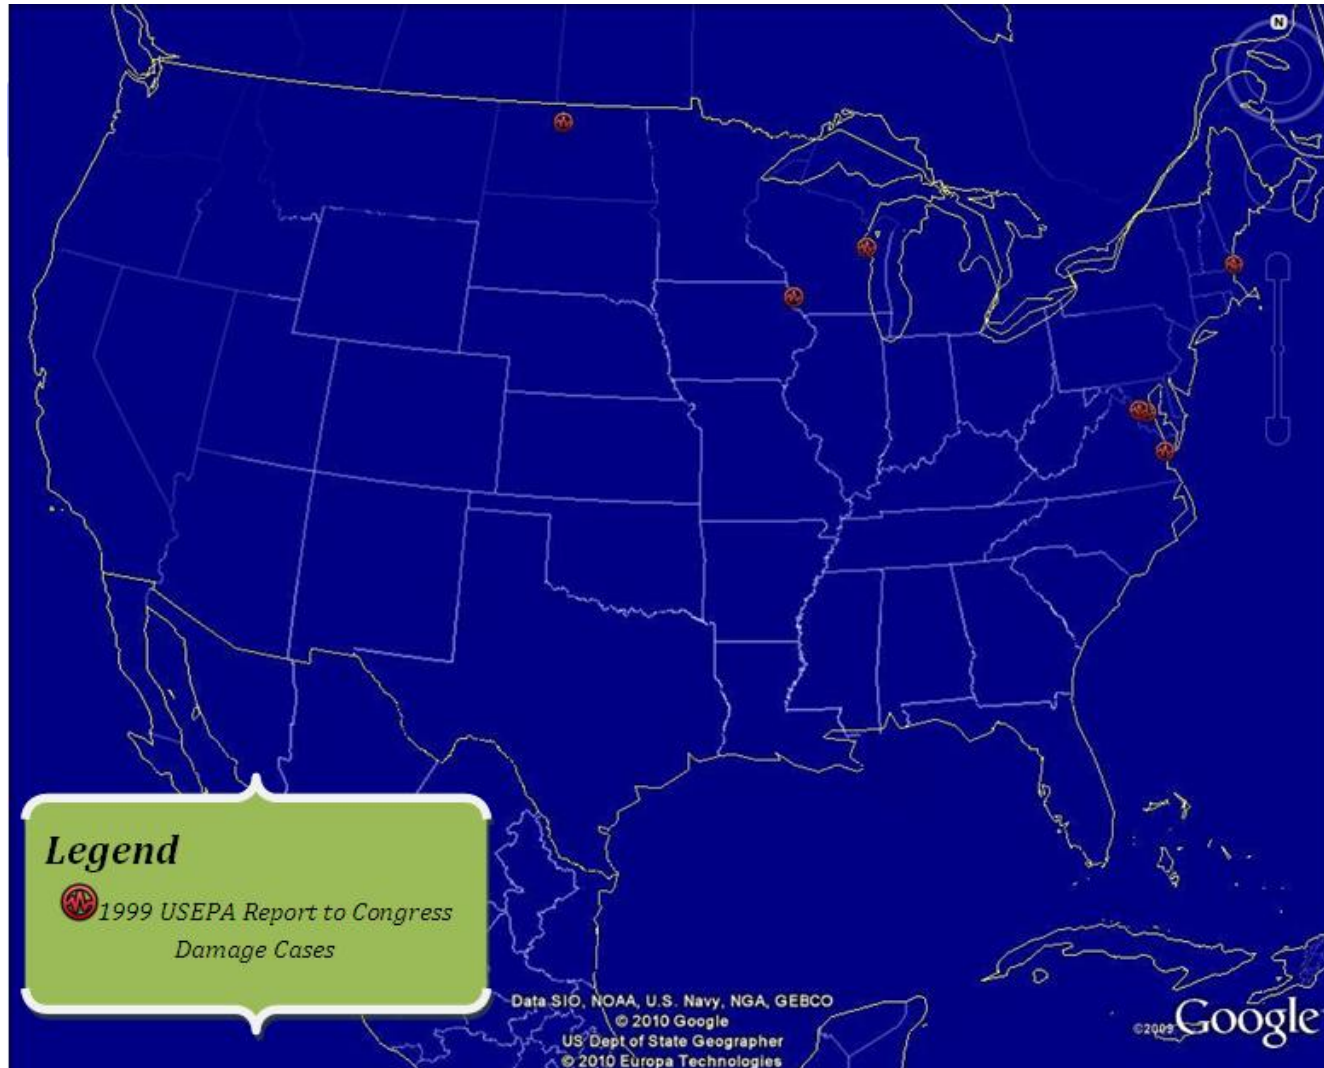 N
Legend
1999 USEPA Report to Congress
Damage Cases
Data SIO, NOAA, U.S. Navy, NGA, GEBCO
© 2010 Google
US Dept of State Geographer
© 2010 Europa Technologies
©2009 Google